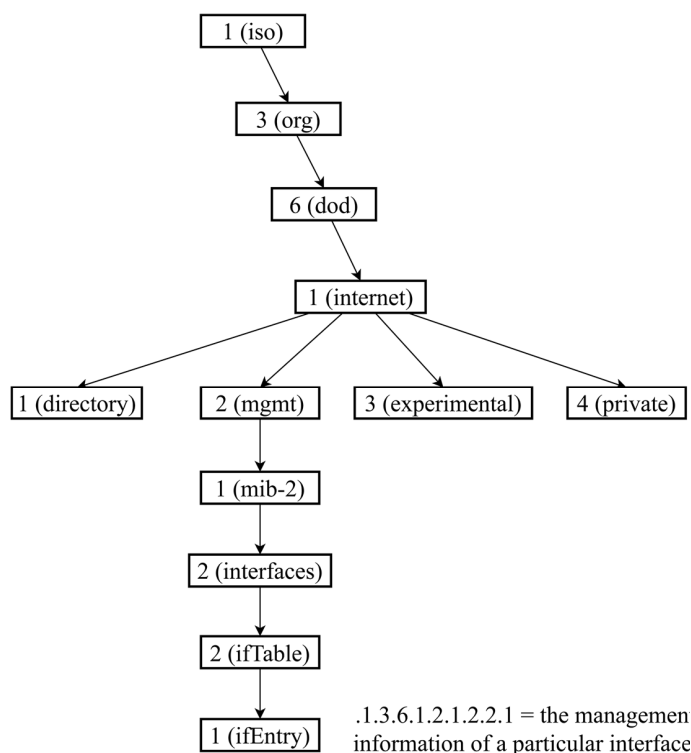 1 (iso)
3 (org)
6 (dod)
1 (internet)
1 (directory)
2 (mgmt)
3 (experimental)
4 (private)
1 (mib-2)
2 (interfaces)
2 (ifTable)
1 (ifEntry)
.1.3.6.1.2.1.2.2.1 = the management
information of a particular interface